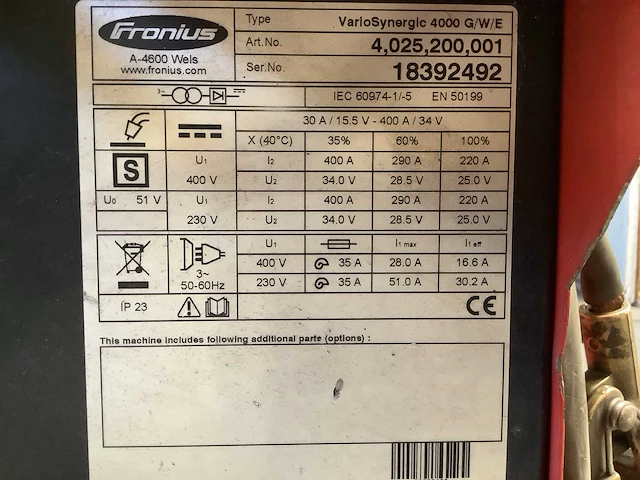 Fronius
A-4600 Wels
www.fronius.com
Type VarioSynergic 4000 G/W/E
Art.No. 4,025,200,001
Ser.No. 18392492
3~ IEC 60974-1/-5 EN 50199
30 A / 15.5 V - 400 A / 34 V
X (40°C) 35% 60% 100%
S
U1 I2 400 A 290 A 220 A
400 V U2 34.0 V 28.5 V 25.0 V
U0 51 V U1 I2 400 A 290 A 220 A
230 V U2 34.0 V 28.5 V 25.0 V
U1 I1 max I1 eff
400 V 35 A 28.0 A 16.6 A
3~
50-60Hz 230 V 35 A 51.0 A 30.2 A
IP 23 CE
This machine includes following additional parte (options) :